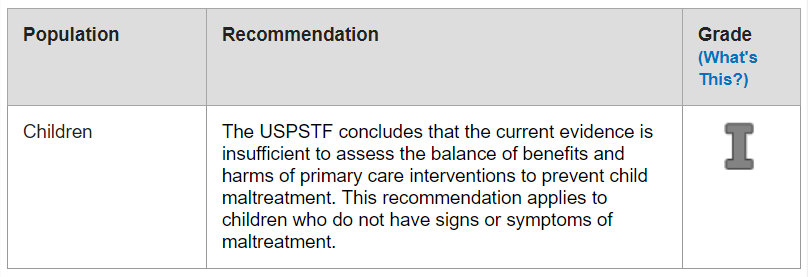 Population
Recommendation
Grade
(What's
This?)
Children
The USPSTF concludes that the current evidence is
insufficient to assess the balance of benefits and
harms of primary care interventions to prevent child
maltreatment. This recommendation applies to
children who do not have signs or symptoms of
maltreatment.
I